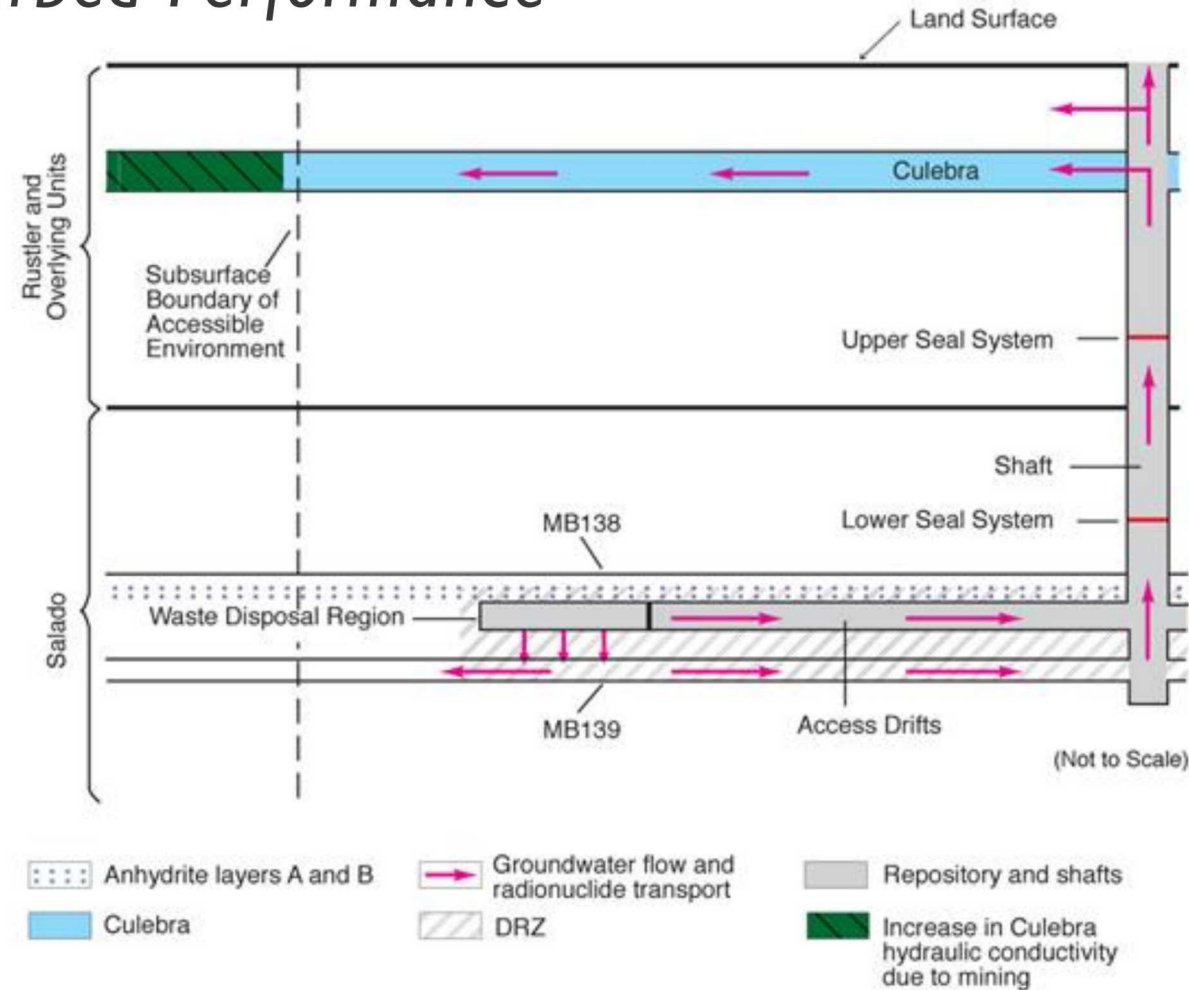 Performance
Land Surface
Rustler and
Overlying Units
Culebra
Subsurface
Boundary of
Accessible
Environment
Upper Seal System
Shaft
Lower Seal System
MB138
Salado
Waste Disposal Region
MB139
Access Drifts
(Not to Scale)
Anhydrite layers A and B
Groundwater flow and
radionuclide transport
Repository and shafts
Culebra
DRZ
Increase in Culebra
hydraulic conductivity
due to mining